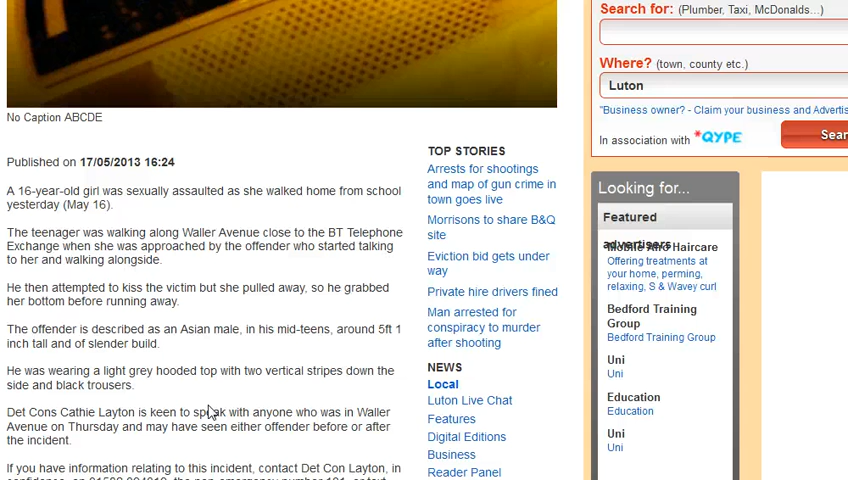 No Caption ABCDE
Published on 17/05/2013 16:24
A 16-year-old girl was sexually assaulted as she walked home from school
yesterday (May 16).
The teenager was walking along Waller Avenue close to the BT Telephone
Exchange when she was approached by the offender who started talking
to her and walking alongside.
He then attempted to kiss the victim but she pulled away, so he grabbed
her bottom before running away.
The offender is described as an Asian male, in his mid-teens, around 5ft 1
inch tall and of slender build.
He was wearing a light grey hooded top with two vertical stripes down the
side and black trousers.
Det Cons Cathie Layton is keen to speak with anyone who was in Waller
Avenue on Thursday and may have seen either offender before or after
the incident.
If you have information relating to this incident, contact Det Con Layton, in
TOP STORIES
Arrests for shootings
and map of gun crime in
town goes live
Morrisons to share B&Q
site
Eviction bid gets under
way
Private hire drivers fined
Man arrested for
conspiracy to murder
after shooting
NEWS
Local
Luton Live Chat
Features
Digital Editions
Business
Reader Panel
Search for: (Plumber, Taxi, McDonalds...)
Where? (town, county etc.)
Luton
"Business owner? - Claim your business and Advertis
In association with *QYPE
Sear
Looking for...
Featured
advertisers
Mobile Afro Haircare
Offering treatments at
your home, perming,
relaxing, S & Wavey curl
Bedford Training
Group
Bedford Training Group
Uni
Uni
Education
Education
Uni
Uni